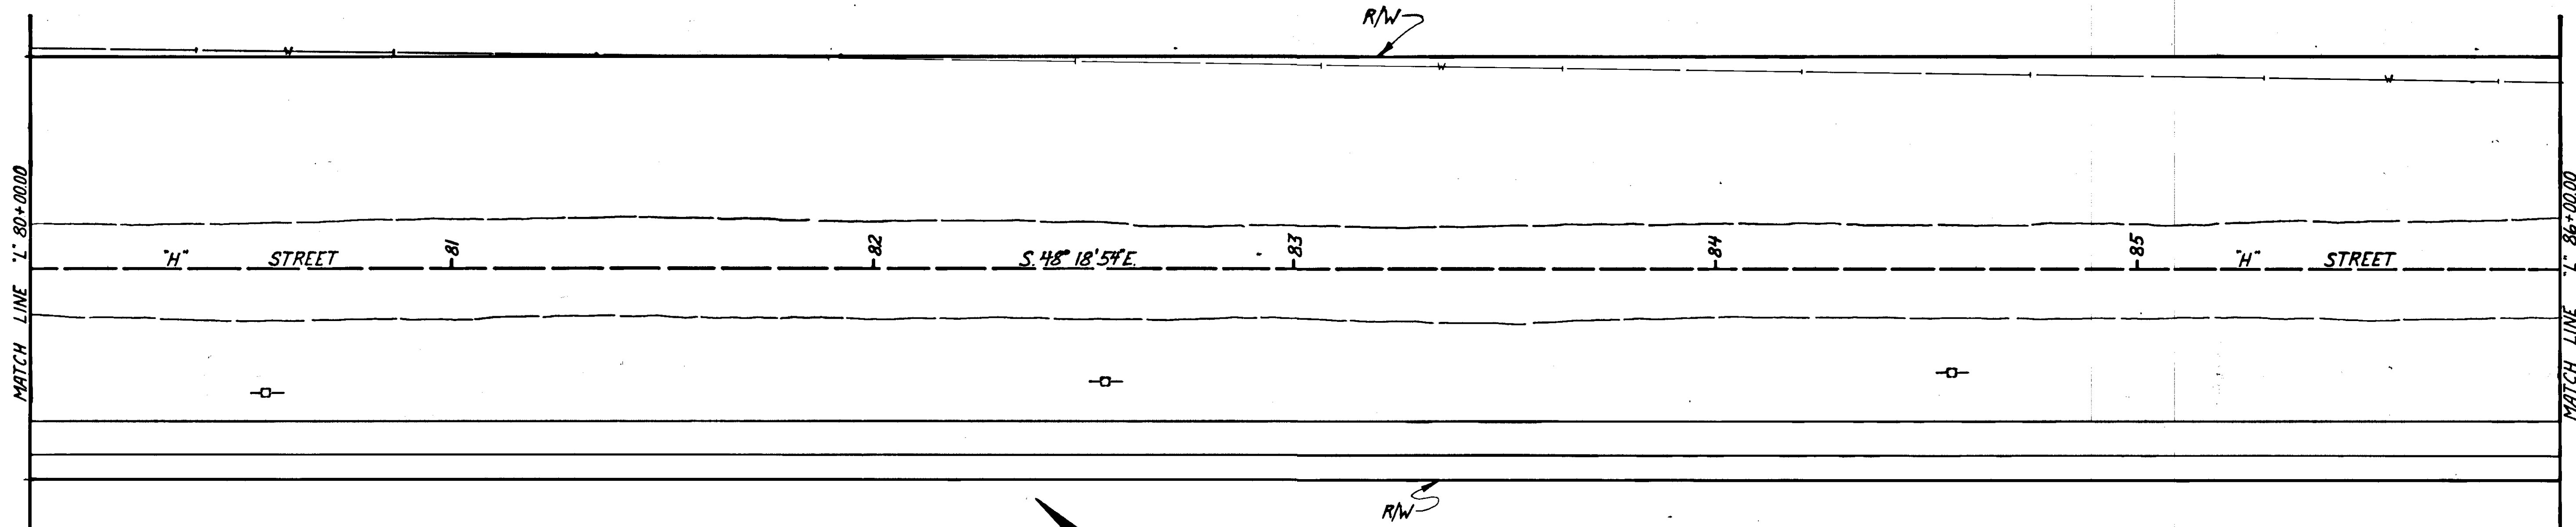 R/W
W
W
W
MATCH LINE "L" 80+00.00
"H" STREET
81
82
S. 48° 18' 54" E.
83
84
85
"H" STREET
MATCH LINE "L" 86+00.00
R/W